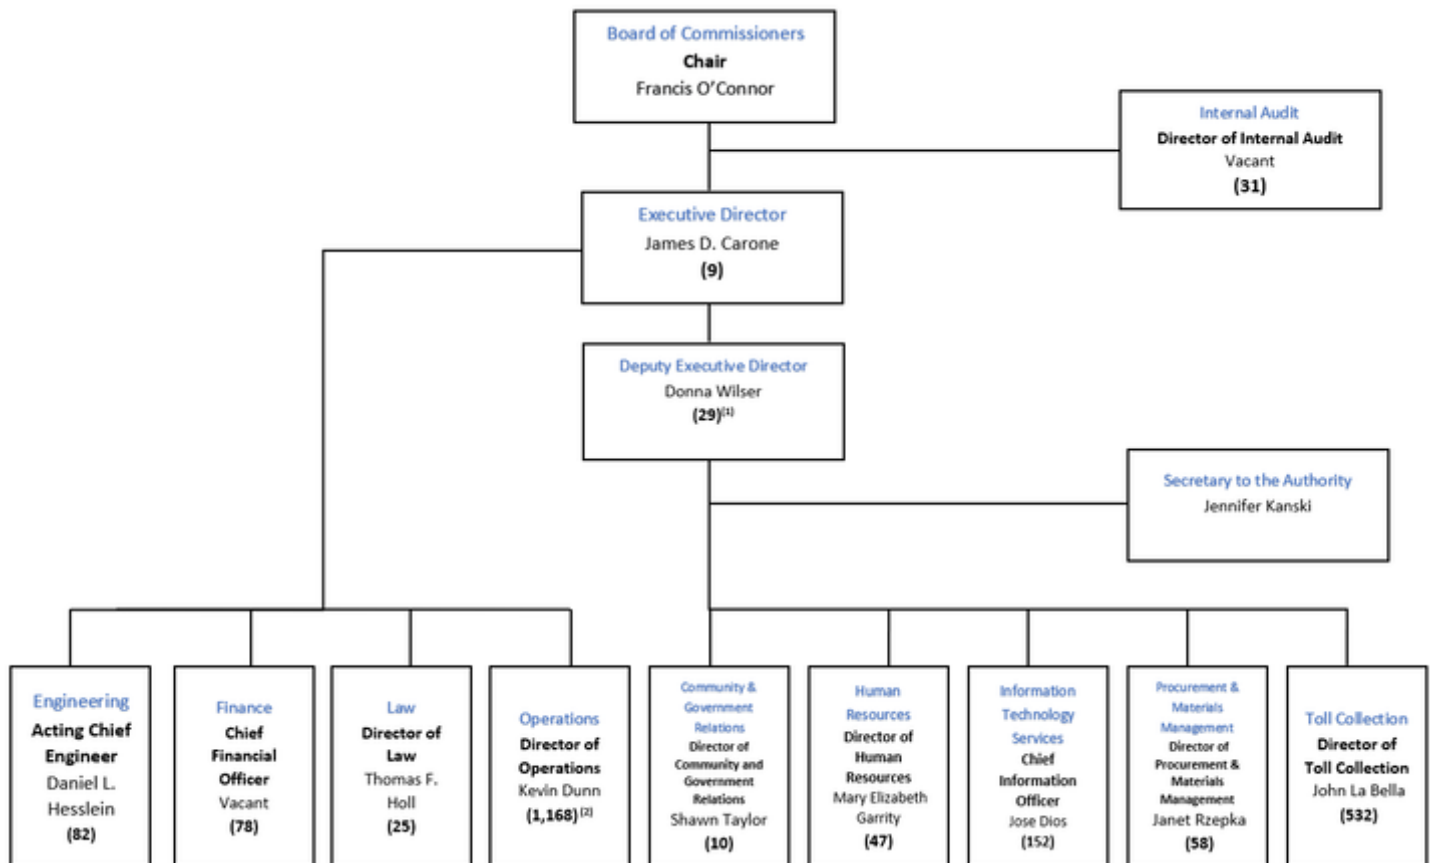 Board of Commissioners
Chair
Francis O'Connor
Internal Audit
Director of Internal Audit
Vacant
(31)
Executive Director
James D. Carone
(9)
Deputy Executive Director
Donna Wilser
(29)(1)
Secretary to the Authority
Jennifer Kanski
Engineering
Acting Chief
Engineer
Daniel L.
Hesslein
(82)
Finance
Chief
Financial
Officer
Vacant
(78)
Law
Director of
Law
Thomas F.
Holl
(25)
Operations
Director of
Operations
Kevin Dunn
(1,168)(2)
Community &
Government
Relations
Director of
Community and
Government
Relations
Shawn Taylor
(10)
Human
Resources
Director of
Human
Resources
Mary Elizabeth
Garrity
(47)
Information
Technology
Services
Chief
Information
Officer
Jose Dios
(152)
Procurement &
Materials
Management
Director of
Procurement &
Materials
Management
Janet Rzepka
(58)
Toll Collection
Director of
Toll Collection
John La Bella
(532)